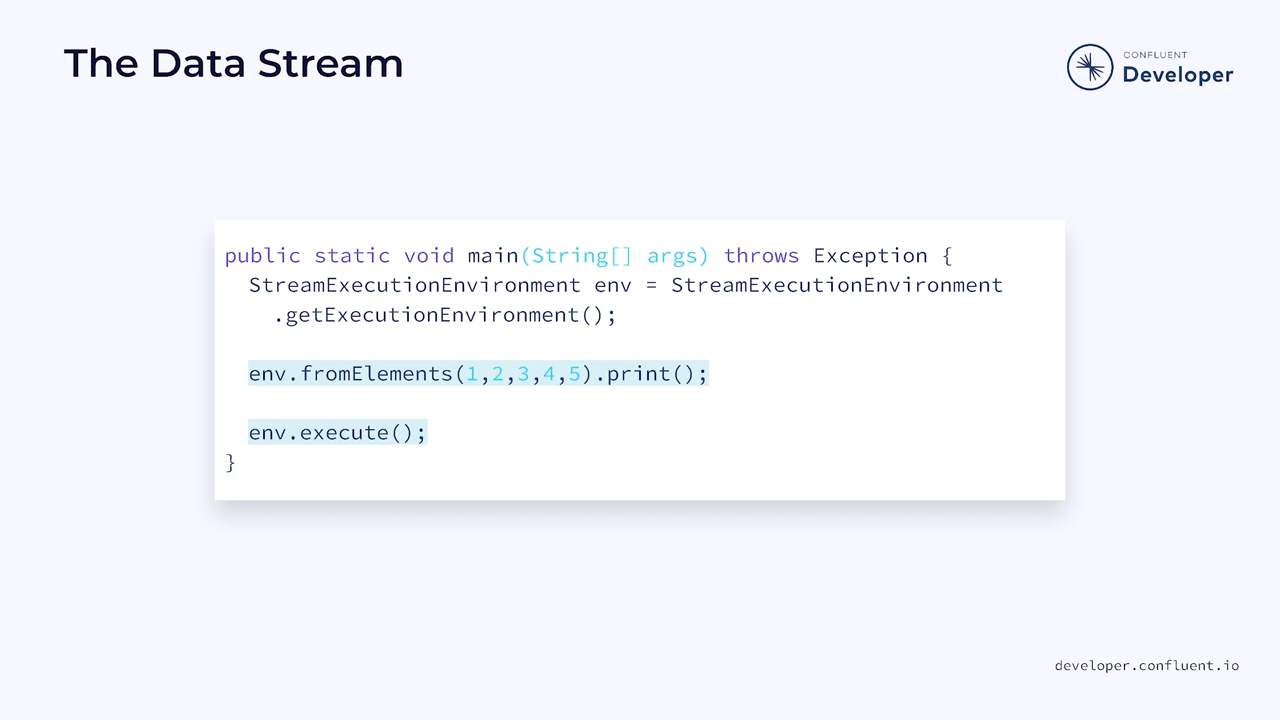 The Data Stream
CONFLUENT
Developer
public static void main(String[] args) throws Exception {
  StreamExecutionEnvironment env = StreamExecutionEnvironment
    .getExecutionEnvironment();
  env.fromElements(1,2,3,4,5).print();
  env.execute();
}
developer.confluent.io